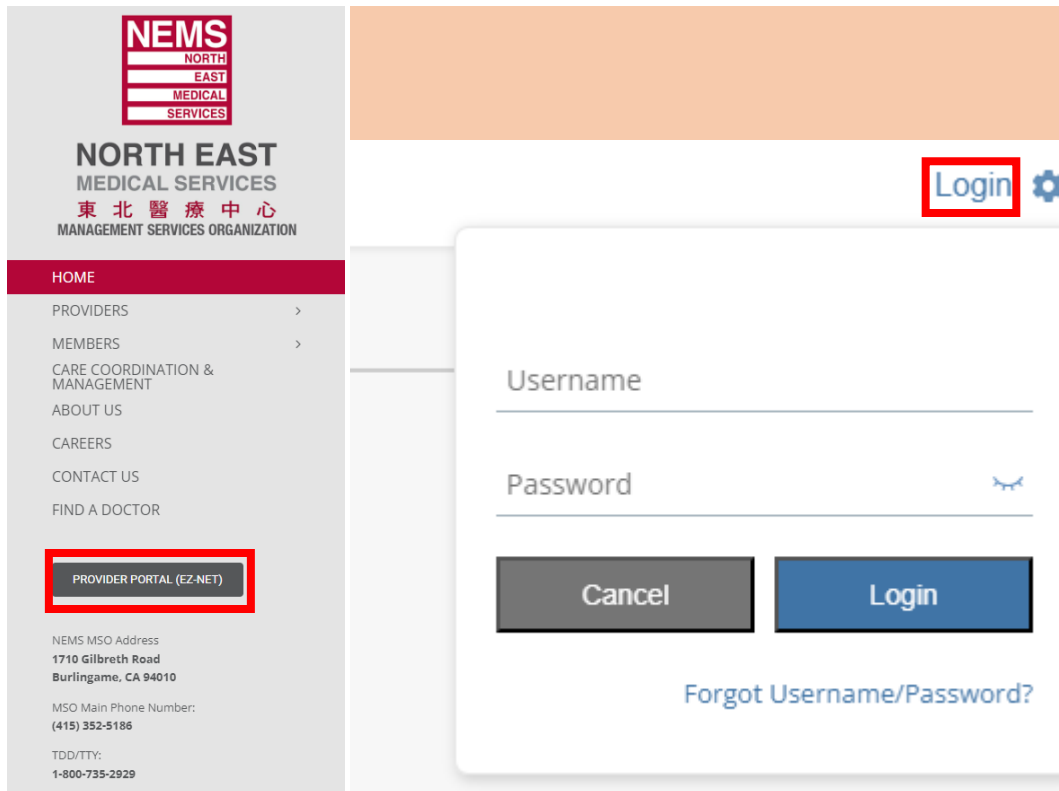 NEMS
NORTH
EAST
MEDICAL
SERVICES
NORTH EAST
MEDICAL SERVICES
東北醫療中心
MANAGEMENT SERVICES ORGANIZATION
HOME
PROVIDERS
MEMBERS
CARE COORDINATION &
MANAGEMENT
ABOUT US
CAREERS
CONTACT US
FIND A DOCTOR
PROVIDER PORTAL (EZ-NET)
NEMS MSO Address
1710 Gilbreth Road
Burlingame, CA 94010
MSO Main Phone Number:
(415) 352-5186
TDD/TTY:
1-800-735-2929
Login
Username
Password
Cancel
Login
Forgot Username/Password?